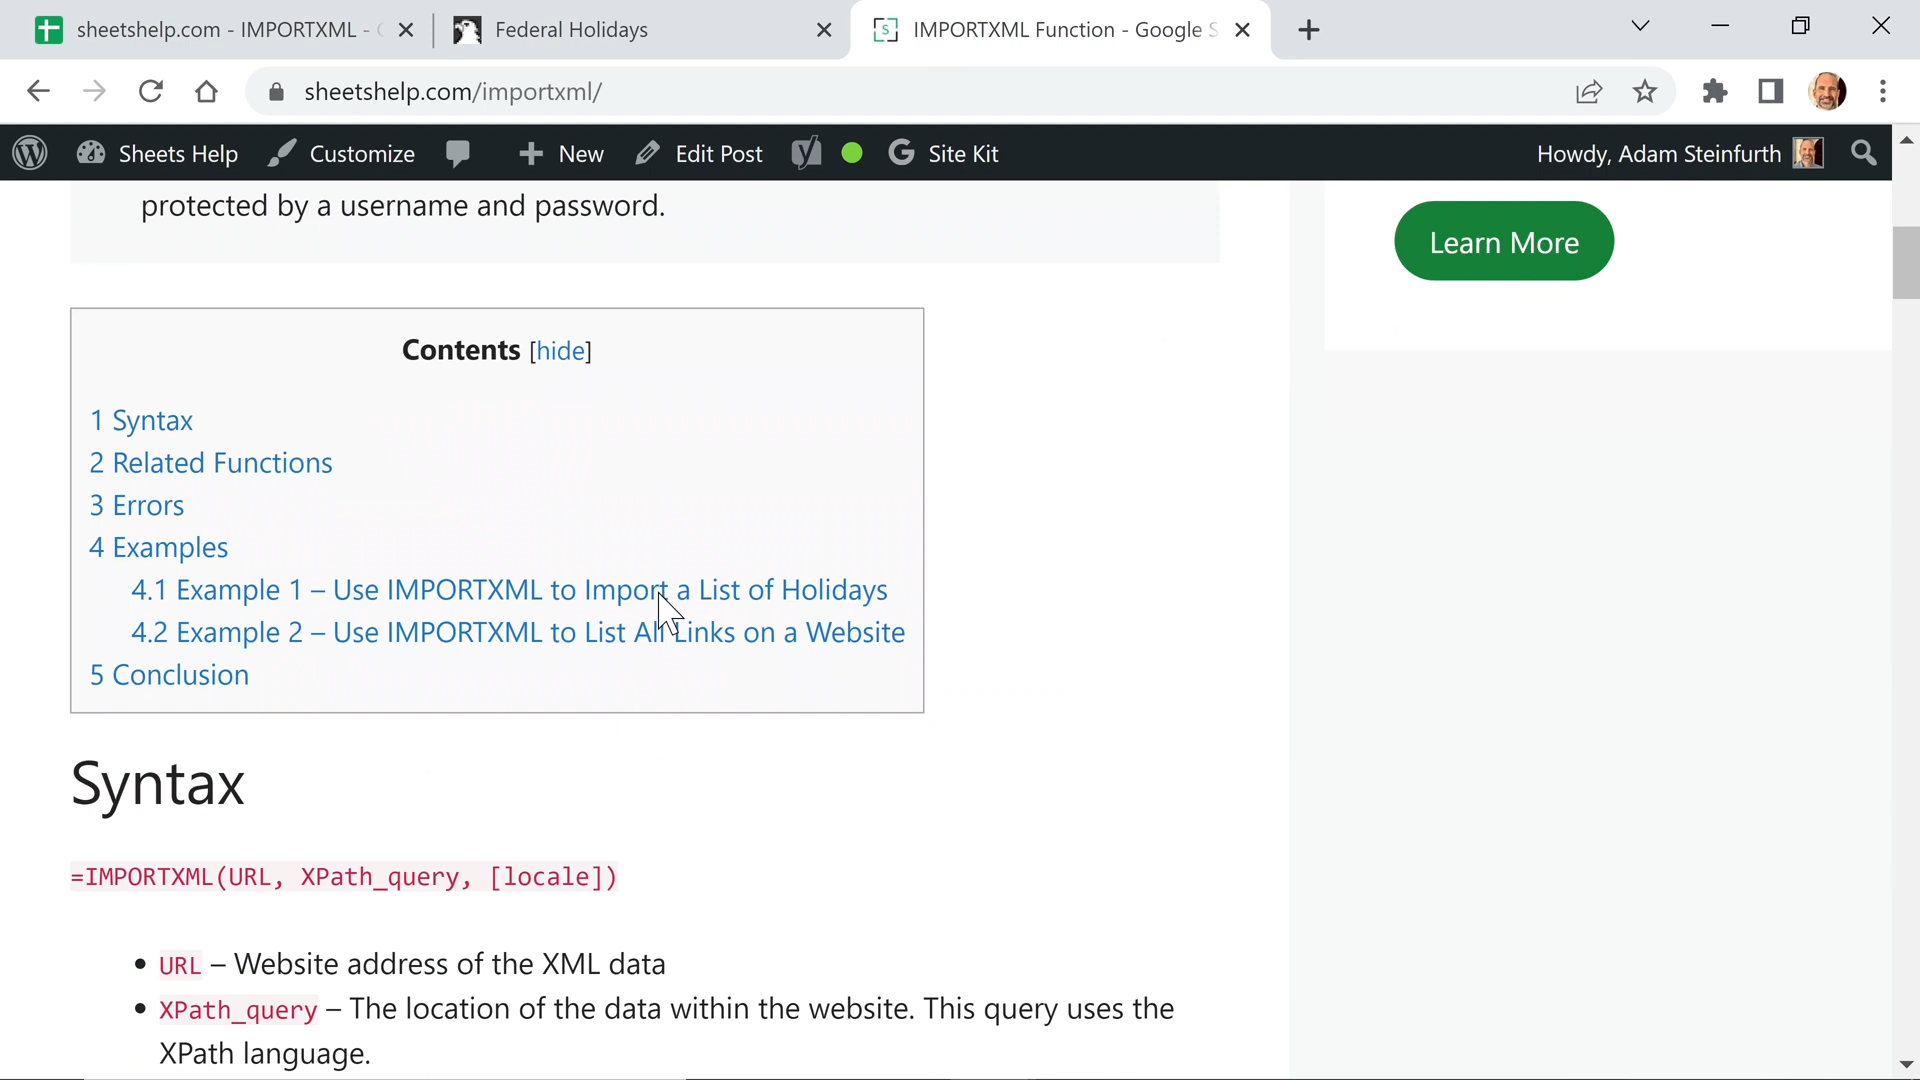 sheetshelp.com - IMPORTXML -
Federal Holidays
IMPORTXML Function - Google S
sheetshelp.com/importxml/
Sheets Help
Customize
New
Edit Post
Site Kit
Howdy, Adam Steinfurth
protected by a username and password.
Learn More
Contents [hide]
1 Syntax
2 Related Functions
3 Errors
4 Examples
4.1 Example 1 – Use IMPORTXML to Import a List of Holidays
4.2 Example 2 – Use IMPORTXML to List All Links on a Website
5 Conclusion
Syntax
=IMPORTXML(URL, XPath_query, [locale])
• URL – Website address of the XML data
• XPath_query – The location of the data within the website. This query uses the
XPath language.